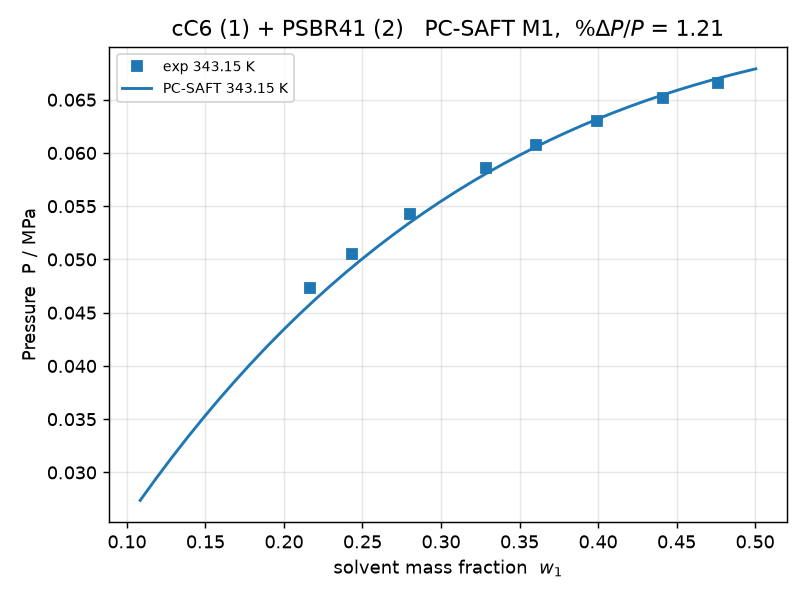 cC6 (1) + PSBR41 (2)   PC-SAFT M1,  %ΔP/P = 1.21
exp 343.15 K
PC-SAFT 343.15 K
Pressure  P / MPa
0.065
0.060
0.055
0.050
0.045
0.040
0.035
0.030
0.10 0.15 0.20 0.25 0.30 0.35 0.40 0.45 0.50
solvent mass fraction  w₁